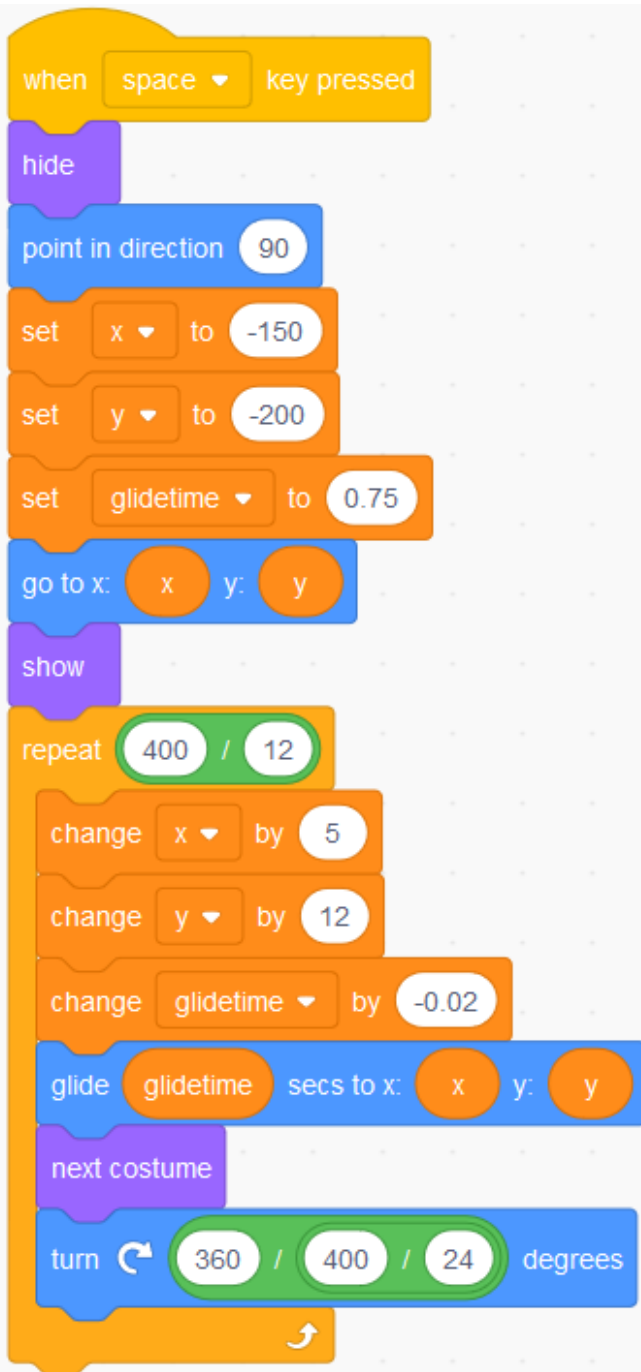 when space key pressed
hide
point in direction 90
set x to -150
set y to -200
set glidetime to 0.75
go to x: x y: y
show
repeat 400 / 12
change x by 5
change y by 12
change glidetime by -0.02
glide glidetime secs to x: x y: y
next costume
turn 360 / 400 / 24 degrees